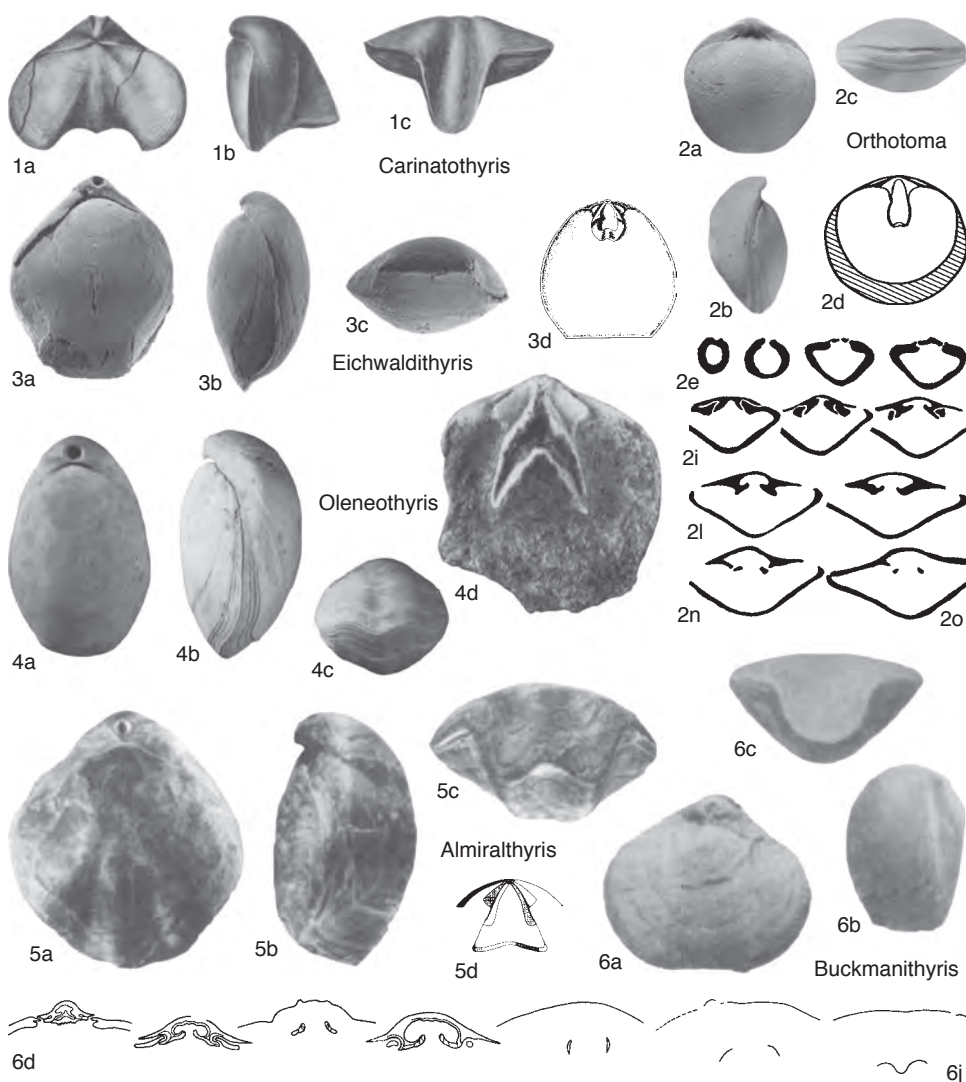 1a
1b
1c
Carinatothyris
2a
2c
Orthotoma
2b
2d
3a
3b
3c
Eichwaldithyris
3d
2e
2i
2l
2n
2o
4a
4b
Oleneothyris
4c
4d
5a
5b
5c
Almiralthyris
5d
6c
6a
6b
Buckmanithyris
6d
6j